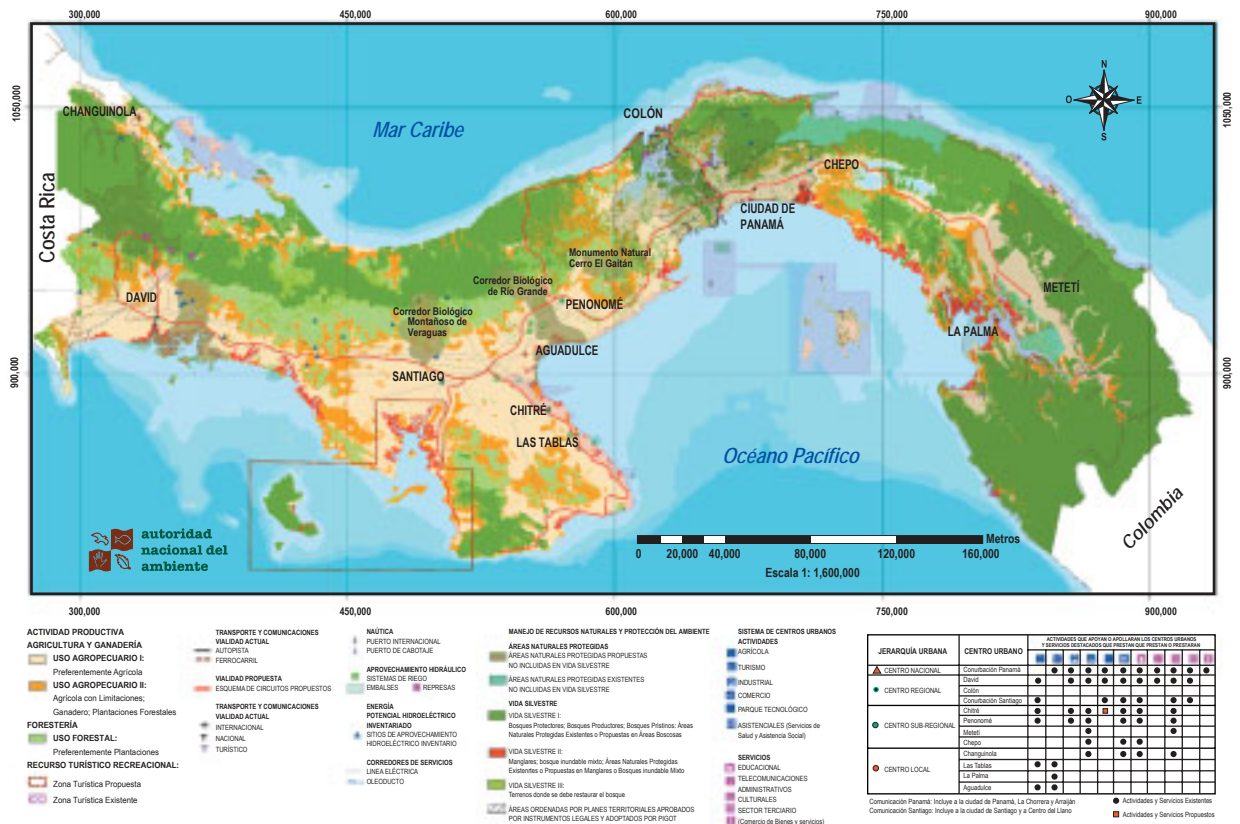 300,000 450,000 600,000 750,000 900,000
1050,000
1050,000
900,000
900,000
N
O E
S
CHANGUINOLA
Mar Caribe
COLÓN
CHEPO
Costa Rica
CIUDAD DE
PANAMÁ
Monumento Natural
Cerro El Gaitán
Corredor Biológico
de Río Grande
METETÍ
DAVID
PENONOMÉ
Corredor Biológico
Montañoso de
Veraguas
LA PALMA
AGUADULCE
SANTIAGO
CHITRÉ
LAS TABLAS
Océano Pacífico
Colombia
autoridad
nacional del
ambiente
Metros
0 20,000 40,000 80,000 120,000 160,000
Escala 1: 1,600,000
300,000 450,000 600,000 750,000 900,000
ACTIVIDAD PRODUCTIVA
AGRICULTURA Y GANADERÍA
USO AGROPECUARIO I:
Preferentemente Agrícola
USO AGROPECUARIO II:
Agrícola con Limitaciones;
Ganadero; Plantaciones Forestales
FORESTERÍA
USO FORESTAL:
Preferentemente Plantaciones
RECURSO TURÍSTICO RECREACIONAL:
Zona Turística Propuesta
Zona Turística Existente
TRANSPORTE Y COMUNICACIONES
VIALIDAD ACTUAL
AUTOPISTA
FERROCARRIL
VIALIDAD PROPUESTA
ESQUEMA DE CIRCUITOS PROPUESTOS
TRANSPORTE Y COMUNICACIONES
VIALIDAD ACTUAL
INTERNACIONAL
NACIONAL
TURÍSTICO
NAÚTICA
PUERTO INTERNACIONAL
PUERTO DE CABOTAJE
APROVECHAMIENTO HIDRÁULICO
SISTEMAS DE RIEGO
EMBALSES REPRESAS
ENERGÍA
POTENCIAL HIDROELÉCTRICO
INVENTARIADO
SITIOS DE APROVECHAMIENTO
HIDROELÉCTRICO INVENTARIO
CORREDORES DE SERVICIOS
LINEA ELÉCTRICA
OLEODUCTO
MANEJO DE RECURSOS NATURALES Y PROTECCIÓN DEL AMBIENTE
ÁREAS NATURALES PROTEGIDAS
ÁREAS NATURALES PROTEGIDAS PROPUESTAS
NO INCLUIDAS EN VIDA SILVESTRE
ÁREAS NATURALES PROTEGIDAS EXISTENTES
NO INCLUIDAS EN VIDA SILVESTRE
VIDA SILVESTRE
VIDA SILVESTRE I:
Bosques Protectores; Bosques Productores; Bosques Prístinos: Áreas
Naturales Protegidas Existentes o Propuestas en Áreas Boscosas
VIDA SILVESTRE II:
Manglares; bosque inundable mixto; Áreas Naturales Protegidas
Existentes o Propuestas en Manglares o Bosques inundable Mixto
VIDA SILVESTRE III:
Terrenos donde se debe restaurar el bosque
ÁREAS ORDENADAS POR PLANES TERRITORIALES APROBADOS
POR INSTRUMENTOS LEGALES Y ADOPTADOS POR PIGOT
SISTEMA DE CENTROS URBANOS
ACTIVIDADES
AGRÍCOLA
TURISMO
INDUSTRIAL
COMERCIO
PARQUE TECNOLÓGICO
ASISTENCIALES (Servicios de
Salud y Asistencia Social)
SERVICIOS
EDUCACIONAL
TELECOMUNICACIONES
ADMINISTRATIVOS
CULTURALES
SECTOR TERCIARIO
(Comercio de Bienes y servicios)
JERARQUÍA URBANA CENTRO URBANO
ACTIVIDADES QUE APOYAN O APOLLARAN LOS CENTROS URBANOS
Y SERVICIOS DESTACADOS QUE PRESTAN QUE PRESTAN O PRESTARAN
CENTRO NACIONAL Conurbación Panamá
David
CENTRO REGIONAL
Colón
Conurbación Santiago
Chitré
CENTRO SUB-REGIONAL Penonomé
Metetí
Chepo
Changuinola
CENTRO LOCAL Las Tablas
La Palma
Aguadulce
Comunicación Panamá: Incluye a la ciudad de Panamá, La Chorrera y Arraiján
Comunicación Santiago: Incluye a la ciudad de Santiago y a Centro del Llano
Actividades y Servicios Existentes
Actividades y Servicios Propuestos